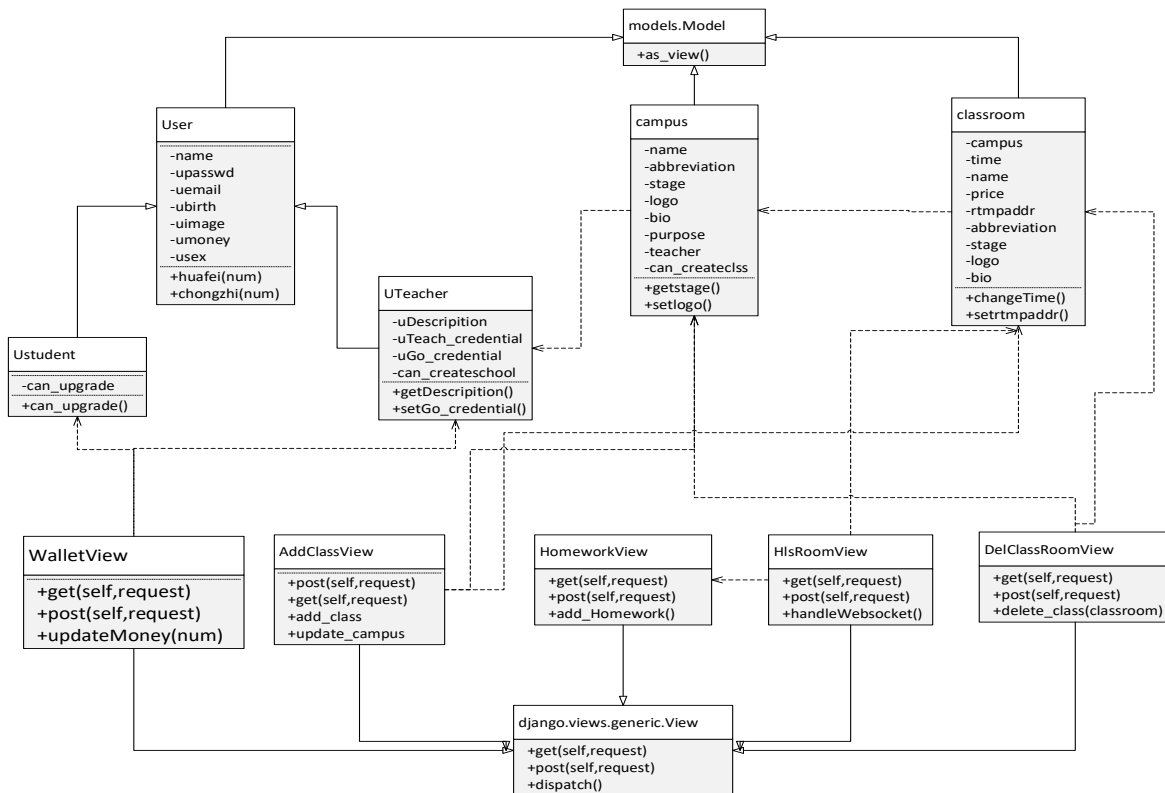 models.Model
+as_view()
User
-name
-upasswd
-uemail
-ubirth
-uimage
-umoney
-usex
+huafei(num)
+chongzhi(num)
campus
-name
-abbreviation
-stage
-logo
-bio
-purpose
-teacher
-can_createclss
+getstage()
+setlogo()
classroom
-campus
-time
-name
-price
-rtmpaddr
-abbreviation
-stage
-logo
-bio
+changeTime()
+setrtmpaddr()
UTeacher
-uDescripition
-uTeach_credential
-uGo_credential
-can_createschool
+getDescripition()
+setGo_credential()
Ustudent
-can_upgrade
+can_upgrade()
WalletView
+get(self,request)
+post(self,request)
+updateMoney(num)
AddClassView
+post(self,request)
+get(self,request)
+add_class
+update_campus
HomeworkView
+get(self,request)
+post(self,request)
+add_Homework()
HlsRoomView
+get(self,request)
+post(self,request)
+handleWebsocket()
DelClassRoomView
+get(self,request)
+post(self,request)
+delete_class(classroom)
django.views.generic.View
+get(self,request)
+post(self,request)
+dispatch()